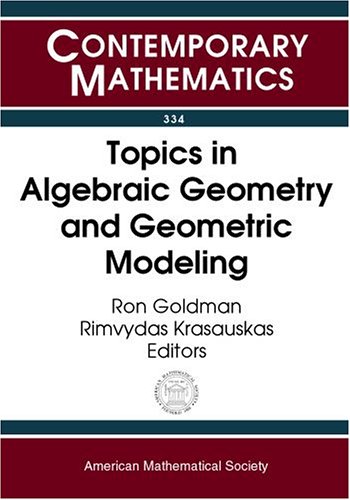 CONTEMPORARY
MATHEMATICS
334
Topics in
Algebraic Geometry
and Geometric
Modeling
Ron Goldman
Rimvydas Krasauskas
Editors
American Mathematical Society